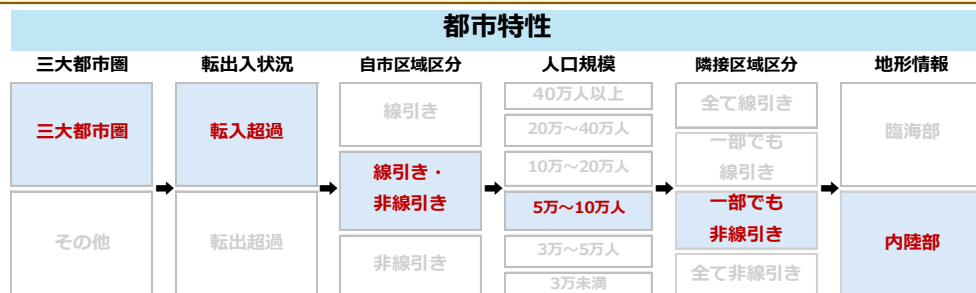 都市特性
三大都市圏
転出入状況
自市区域区分
人口規模
隣接区域区分
地形情報
三大都市圏
その他
転入超過
転出超過
線引き
線引き・
非線引き
非線引き
40万人以上
20万～40万人
10万～20万人
5万～10万人
3万～5万人
3万未満
全て線引き
一部でも
線引き
一部でも
非線引き
全て非線引き
臨海部
内陸部